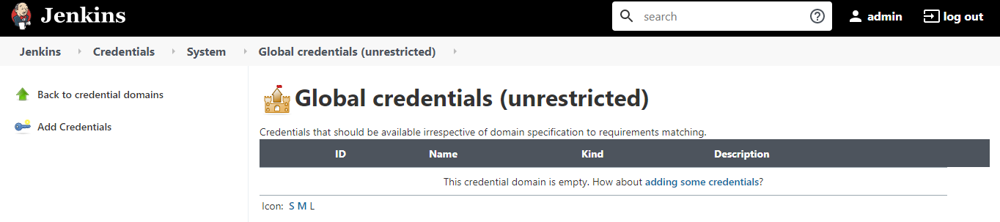 Jenkins search admin log out
Jenkins Credentials System Global credentials (unrestricted)
Back to credential domains
Add Credentials
Global credentials (unrestricted)
Credentials that should be available irrespective of domain specification to requirements matching.
ID Name Kind Description
This credential domain is empty. How about adding some credentials?
Icon: S M L